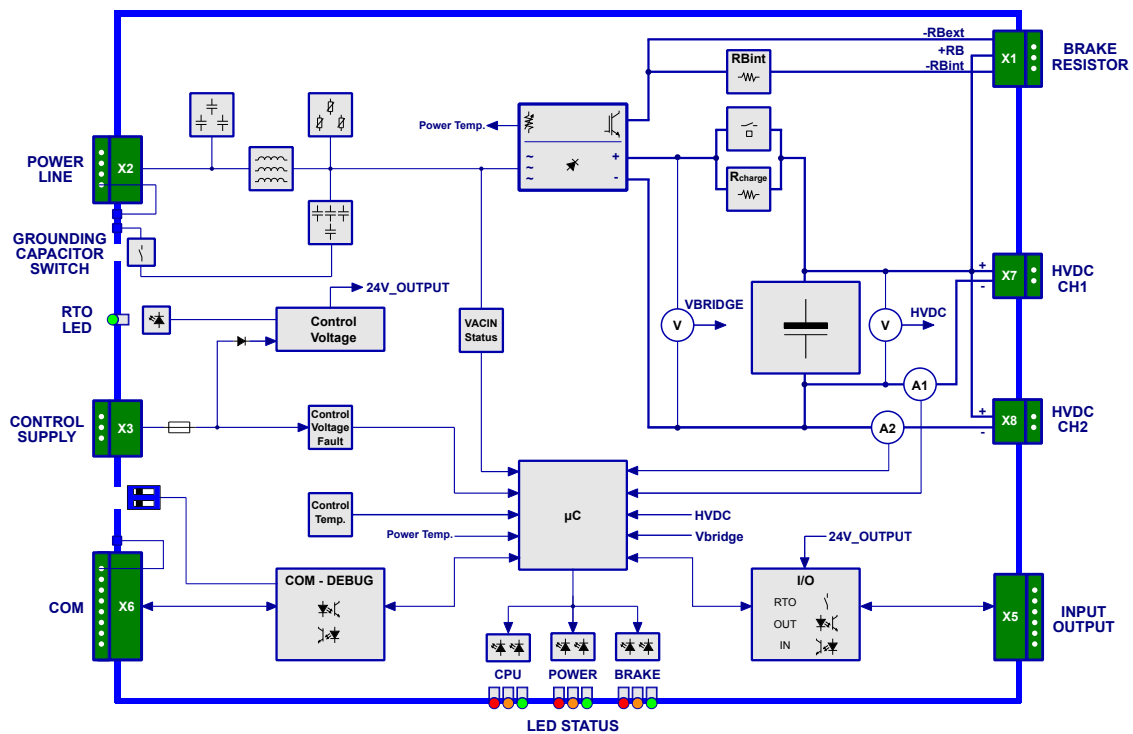 -RBext
+RB
-RBint
X1
BRAKE
RESISTOR
RBint
Power Temp.
~
~
~
+
-
Rcharge
POWER
LINE
X2
GROUNDING
CAPACITOR
SWITCH
24V_OUTPUT
RTO
LED
Control
Voltage
VACIN
Status
VBRIDGE
V
HVDC
V
+
-
X7
HVDC
CH1
A1
CONTROL
SUPPLY
X3
Control
Voltage
Fault
A2
+
-
X8
HVDC
CH2
Control
Temp.
µC
HVDC
Vbridge
Power Temp.
24V_OUTPUT
COM
X6
COM - DEBUG
I/O
RTO
OUT
IN
X5
INPUT
OUTPUT
CPU
POWER
BRAKE
LED STATUS